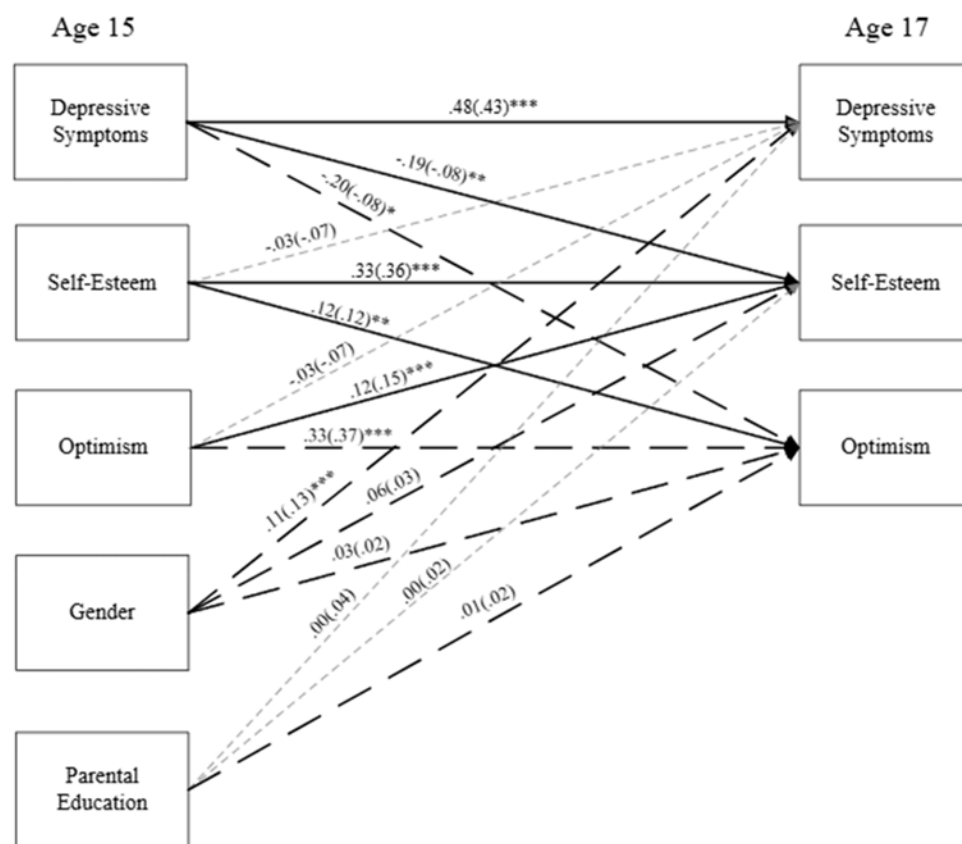 Age 15
Age 17
Depressive
Symptoms
Depressive
Symptoms
.48(.43)***
-.19(-.08)**
-.20(-.08)*
Self-Esteem
Self-Esteem
-.03(-.07)
.33(.36)***
.12(.12)**
Optimism
Optimism
-.03(-.07)
.12(.15)***
.33(.37)***
Gender
.11(.13)***
.06(.03)
.03(.02)
Parental
Education
.00(.04)
.00(.02)
.01(.02)